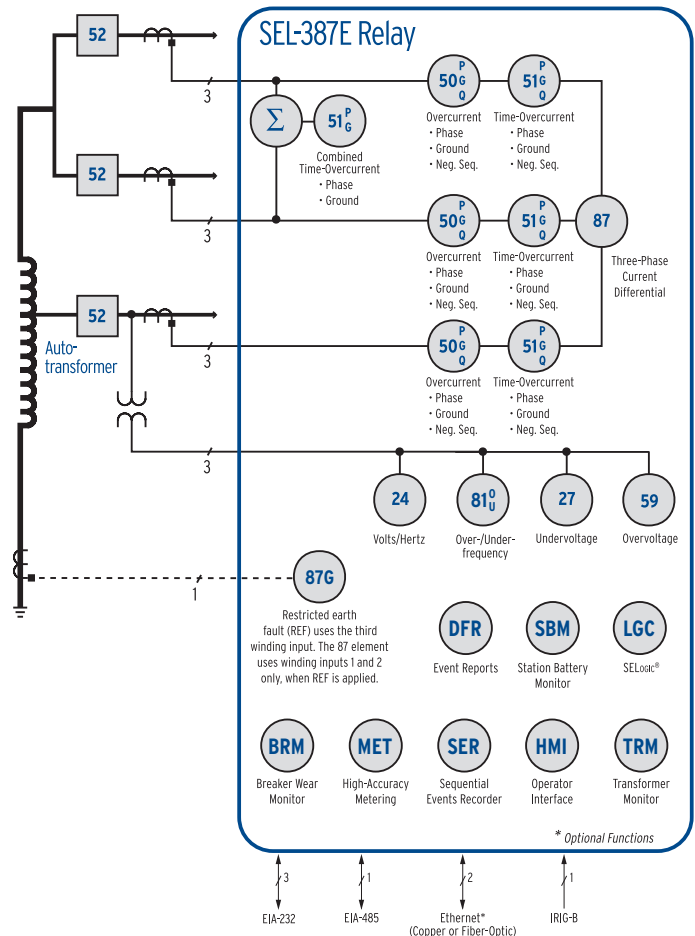 SEL-387E Relay
52
3
50 P G Q
51 P G Q
Σ
51 P G
Combined
Time-Overcurrent
• Phase
• Ground
Overcurrent
• Phase
• Ground
• Neg. Seq.
Time-Overcurrent
• Phase
• Ground
• Neg. Seq.
52
3
50 P G Q
51 P G Q
87
Overcurrent
• Phase
• Ground
• Neg. Seq.
Time-Overcurrent
• Phase
• Ground
• Neg. Seq.
Three-Phase
Current
Differential
52
Auto-
transformer
3
50 P G Q
51 P G Q
Overcurrent
• Phase
• Ground
• Neg. Seq.
Time-Overcurrent
• Phase
• Ground
• Neg. Seq.
3
24
81 O U
27
59
Volts/Hertz
Over-/Under-
frequency
Undervoltage
Overvoltage
1
87G
Restricted earth
fault (REF) uses the third
winding input. The 87 element
uses winding inputs 1 and 2
only, when REF is applied.
DFR
SBM
LGC
Event Reports
Station Battery
Monitor
SELOGIC®
BRM
MET
SER
HMI
TRM
Breaker Wear
Monitor
High-Accuracy
Metering
Sequential
Events Recorder
Operator
Interface
Transformer
Monitor
* Optional Functions
3
1
2
1
EIA-232
EIA-485
Ethernet*
(Copper or Fiber-Optic)
IRIG-B